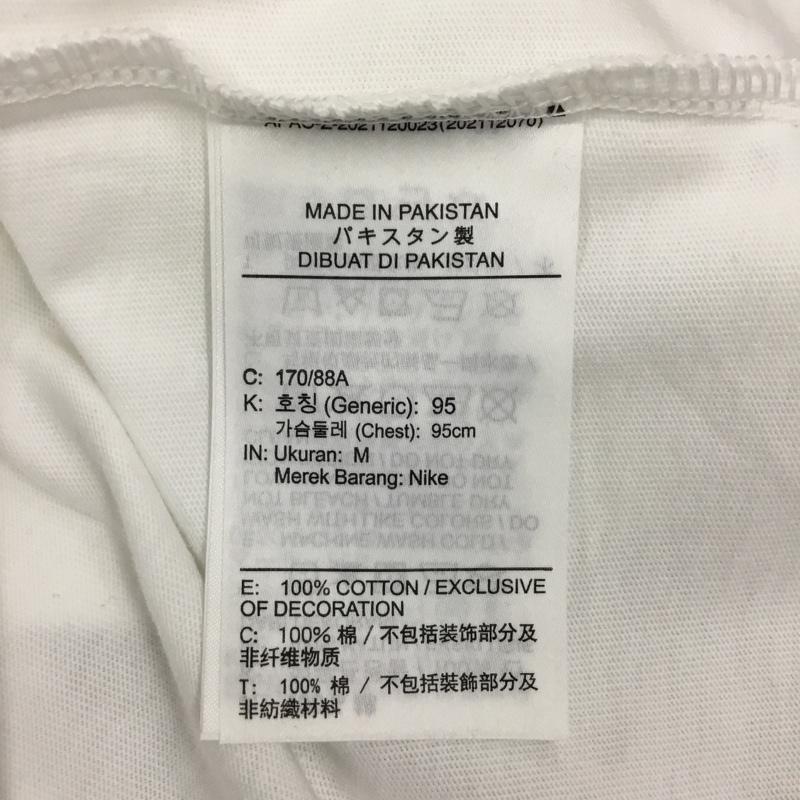 MADE IN PAKISTAN
パキスタン製
DIBUAT DI PAKISTAN
C: 170/88A
K: 호칭 (Generic): 95
가슴둘레 (Chest): 95cm
IN: Ukuran: M
Merek Barang: Nike
E: 100% COTTON / EXCLUSIVE
OF DECORATION
C: 100% 棉 / 不包括装饰部分及
非纤维物质
T: 100% 棉 / 不包括裝飾部分及
非紡織材料